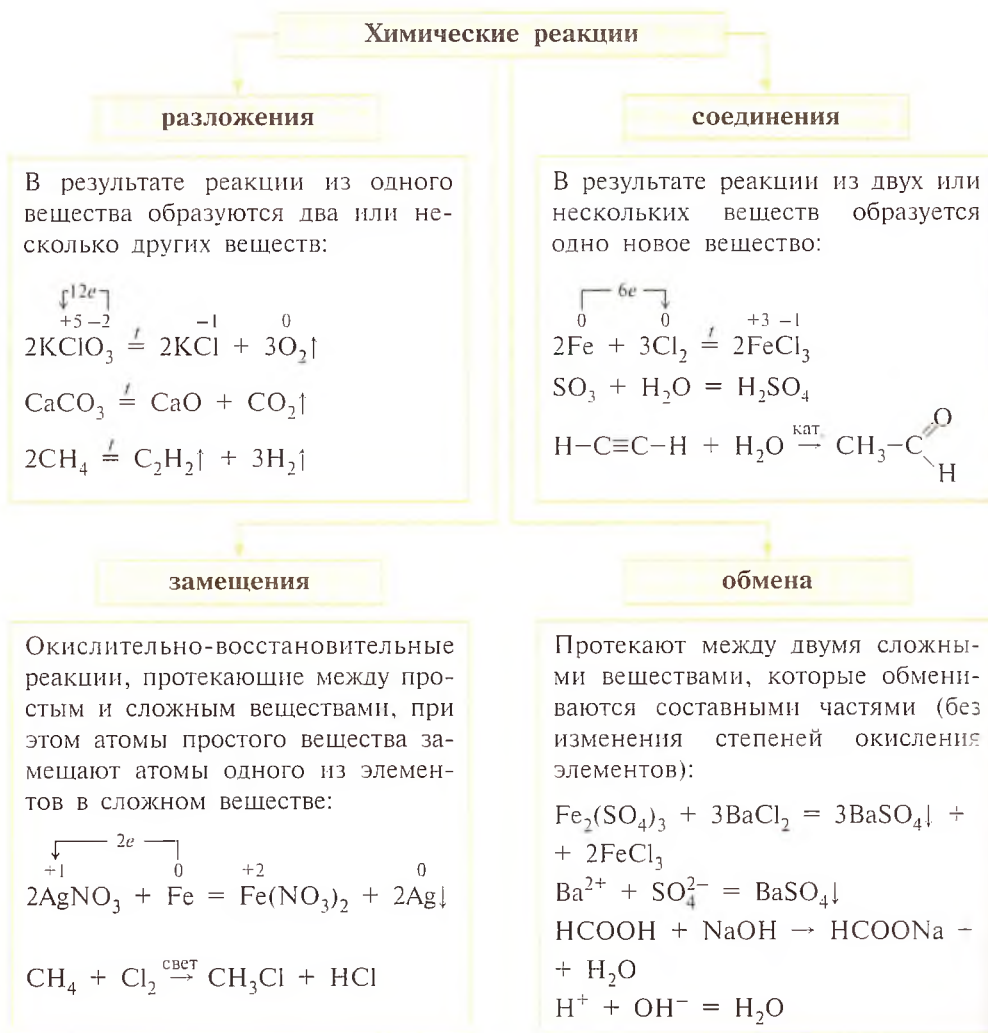 Химические реакции
разложения
В результате реакции из одного
вещества образуются два или не-
сколько других веществ:
12e
+5 −2 −1 0
2KClO₃ =ᵗ 2KCl + 3O₂↑
CaCO₃ =ᵗ CaO + CO₂↑
2CH₄ =ᵗ C₂H₂↑ + 3H₂↑
соединения
В результате реакции из двух или
нескольких веществ образуется
одно новое вещество:
6e
0 0 +3 −1
2Fe + 3Cl₂ =ᵗ 2FeCl₃
SO₃ + H₂O = H₂SO₄
O
H−C≡C−H + H₂O кат→ CH₃−C
H
замещения
Окислительно-восстановительные
реакции, протекающие между про-
стым и сложным веществами, при
этом атомы простого вещества за-
мещают атомы одного из элемен-
тов в сложном веществе:
2e
+1 0 +2 0
2AgNO₃ + Fe = Fe(NO₃)₂ + 2Ag↓
CH₄ + Cl₂ свет→ CH₃Cl + HCl
обмена
Протекают между двумя сложны-
ми веществами, которые обмени-
ваются составными частями (без
изменения степеней окисления
элементов):
Fe₂(SO₄)₃ + 3BaCl₂ = 3BaSO₄↓ +
+ 2FeCl₃
Ba²⁺ + SO₄²⁻ = BaSO₄↓
HCOOH + NaOH → HCOONa +
+ H₂O
H⁺ + OH⁻ = H₂O